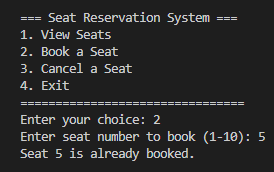 === Seat Reservation System ===
1. View Seats
2. Book a Seat
3. Cancel a Seat
4. Exit
================================
Enter your choice: 2
Enter seat number to book (1-10): 5
Seat 5 is already booked.